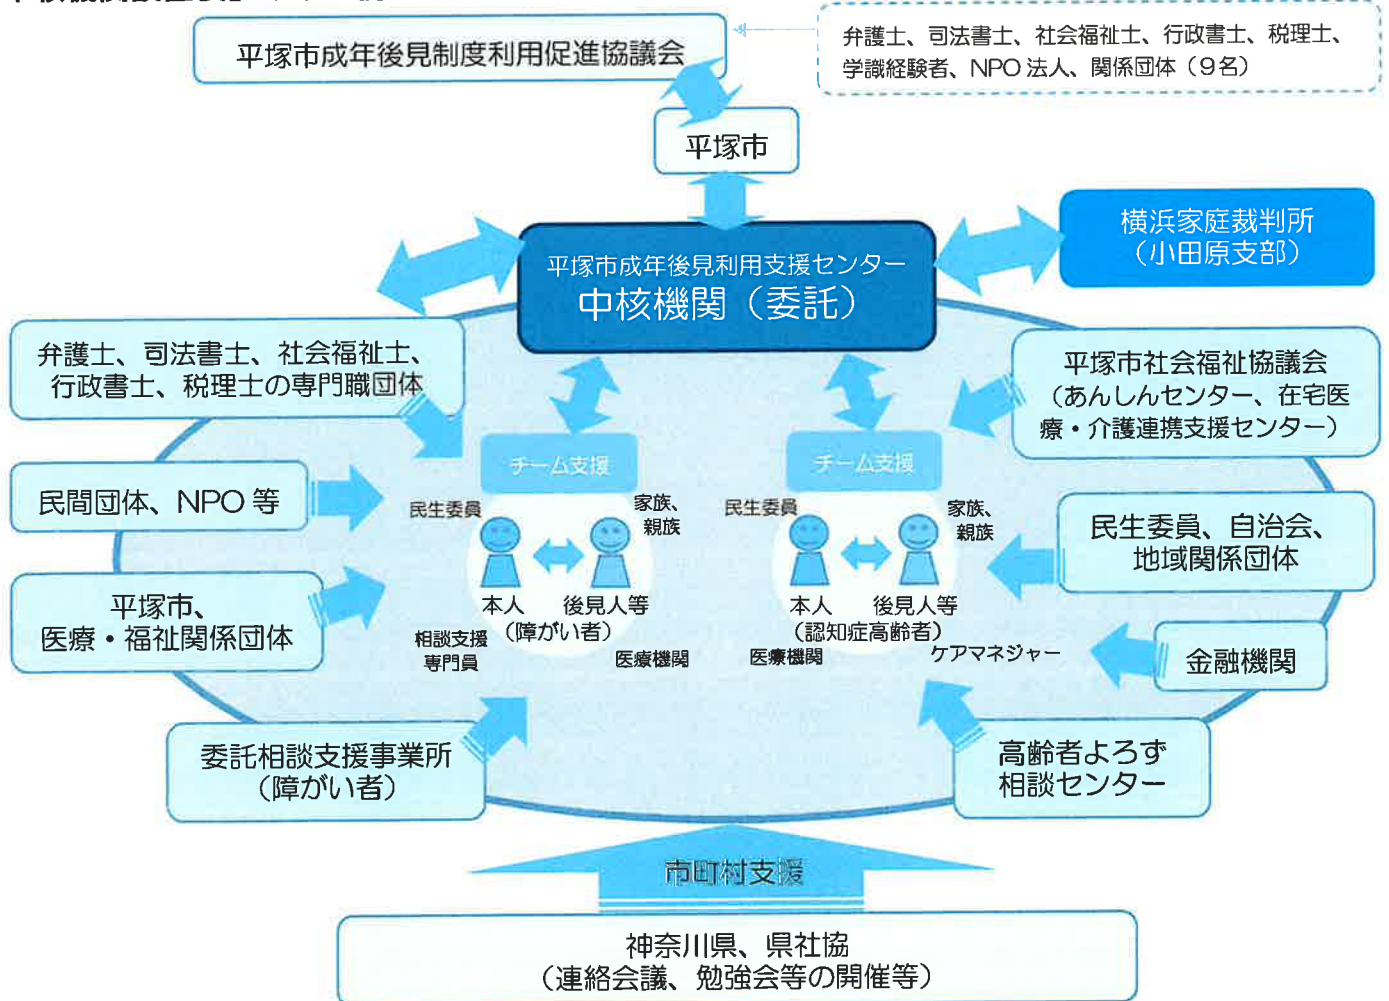 平塚市成年後見制度利用促進協議会
弁護士、司法書士、社会福祉士、行政書士、税理士、
学識経験者、NPO 法人、関係団体（9名）
平塚市
横浜家庭裁判所
（小田原支部）
平塚市成年後見利用支援センター
中核機関（委託）
弁護士、司法書士、社会福祉士、
行政書士、税理士の専門職団体
平塚市社会福祉協議会
（あんしんセンター、在宅医
療・介護連携支援センター）
チーム支援
チーム支援
民間団体、NPO 等
民生委員
家族、
親族
民生委員
家族、
親族
民生委員、自治会、
地域関係団体
平塚市、
医療・福祉関係団体
本人
後見人等
（障がい者）
相談支援
専門員
医療機関
本人
後見人等
（認知症高齢者）
医療機関
ケアマネジャー
金融機関
委託相談支援事業所
（障がい者）
高齢者よろず
相談センター
市町村支援
神奈川県、県社協
（連絡会議、勉強会等の開催等）